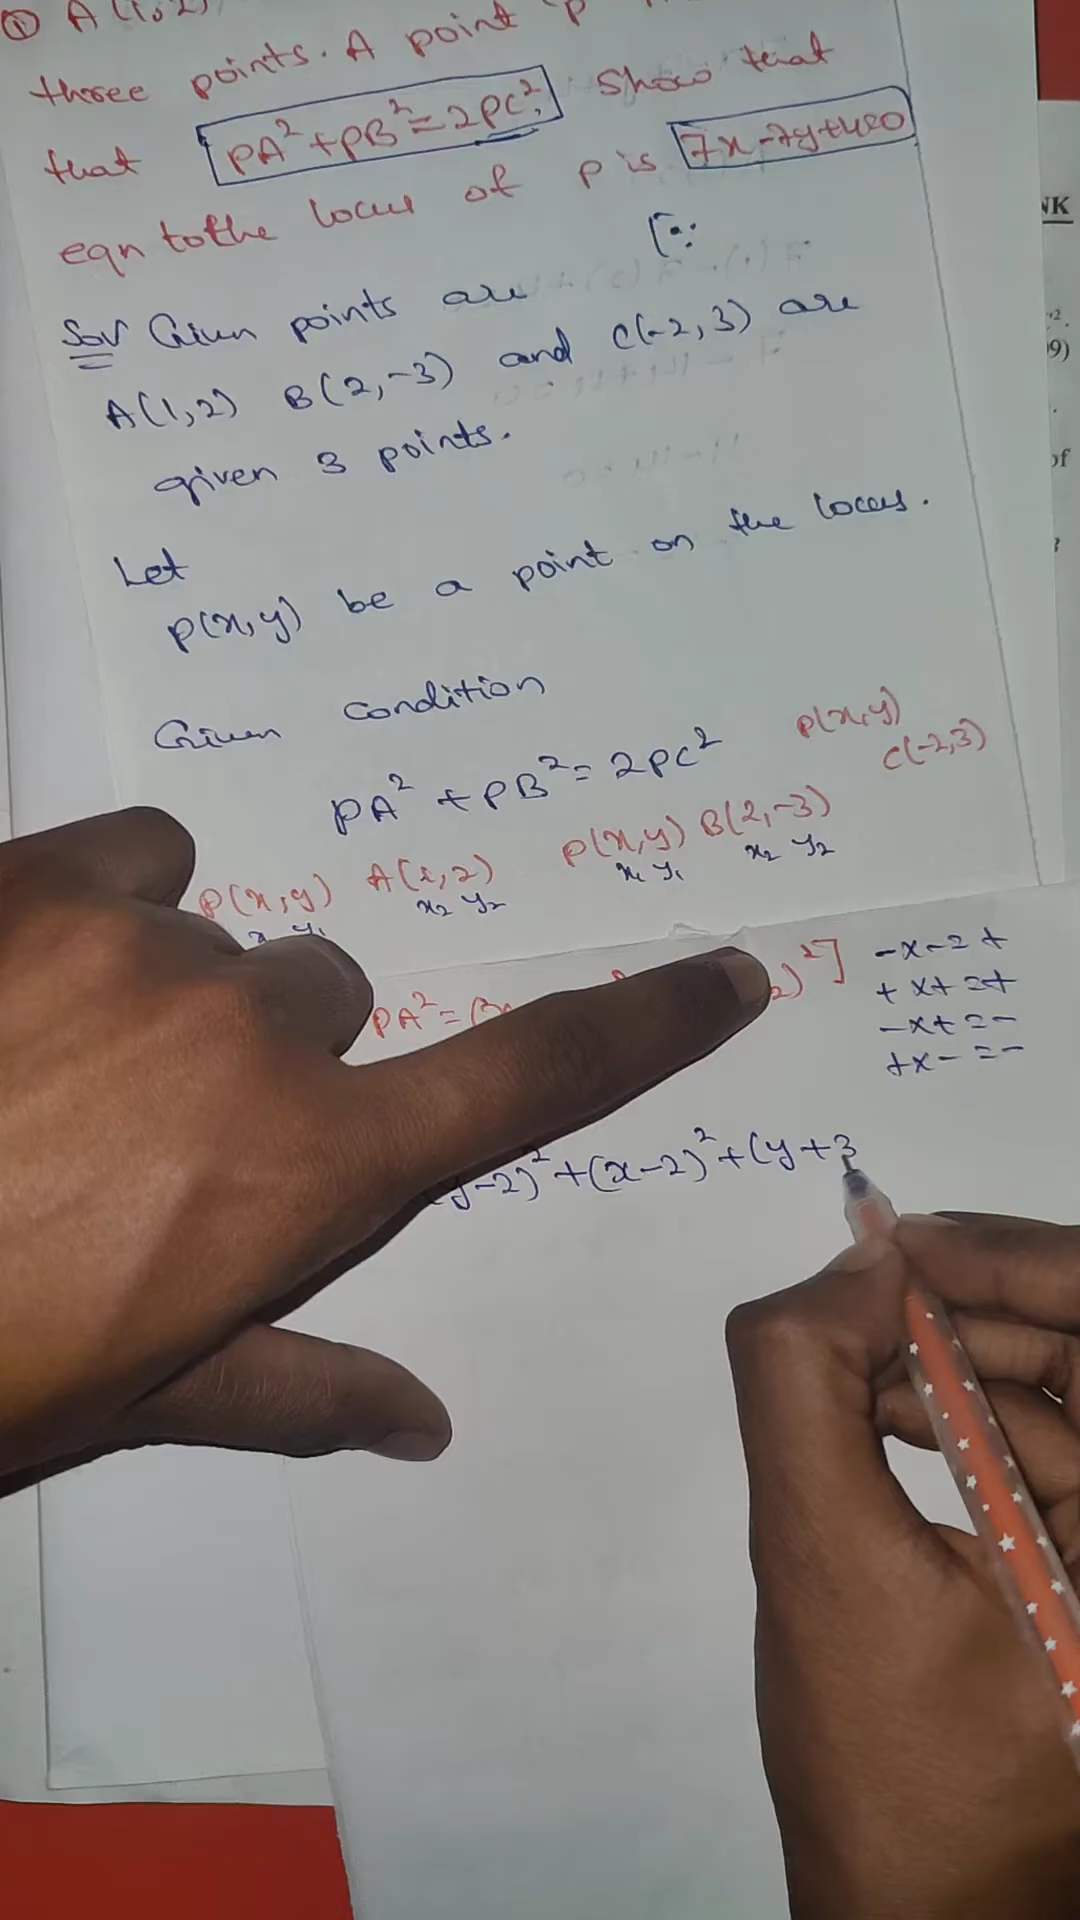 ① A(1,2)
three points. A point P
that PA²+PB²=2PC². Show that
eqn to the locus of P is 7x-7y+4=0
[∵
Sol Given points are
A(1,2) B(2,-3) and C(-2,3) are
given 3 points.
Let
P(x,y) be a point on the locus.
Given condition
PA² + PB² = 2PC²
P(x,y) C(-2,3)
P(x,y) A(1,2) P(x,y) B(2,-3)
x₂ y₂ x₁ y₁ x₂ y₂
PA² = )²]
-x-=+
+x+=+
-x+=-
+x-=-
y-2)²+(x-2)²+(y+3
NK
9)
of